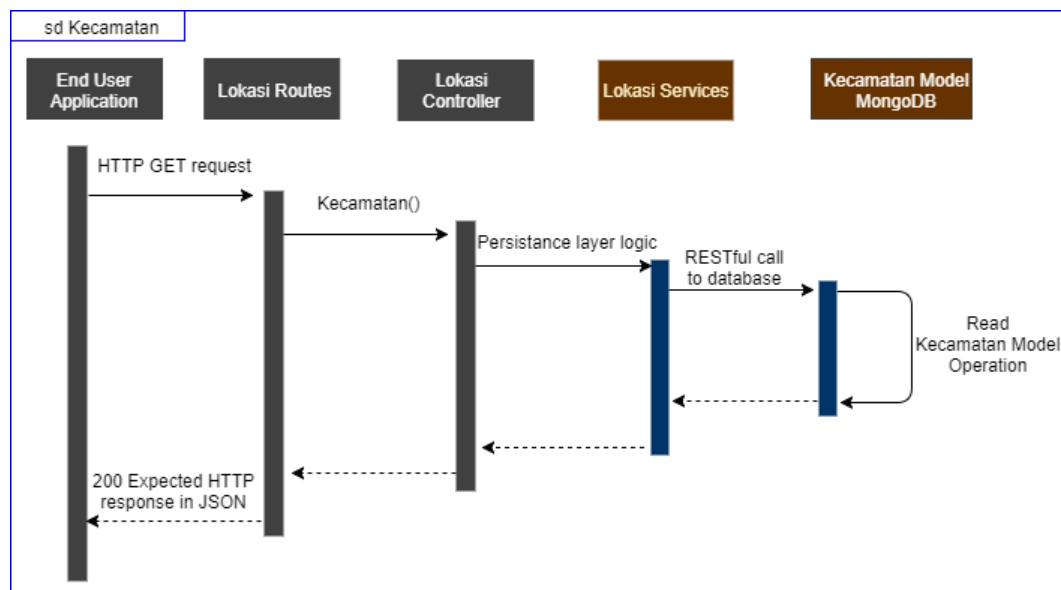 sd Kecamatan
End User
Application
Lokasi Routes
Lokasi
Controller
Lokasi Services
Kecamatan Model
MongoDB
HTTP GET request
Kecamatan()
Persistance layer logic
RESTful call
to database
Read
Kecamatan Model
Operation
200 Expected HTTP
response in JSON